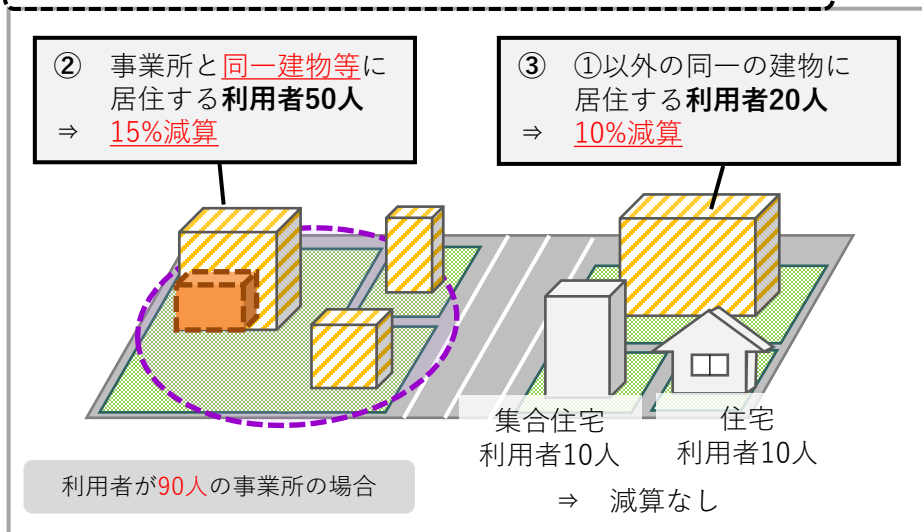 ② 事業所と同一建物等に
居住する利用者50人
⇒ 15%減算
③ ①以外の同一の建物に
居住する利用者20人
⇒ 10%減算
集合住宅
利用者10人
住宅
利用者10人
⇒ 減算なし
利用者が90人の事業所の場合